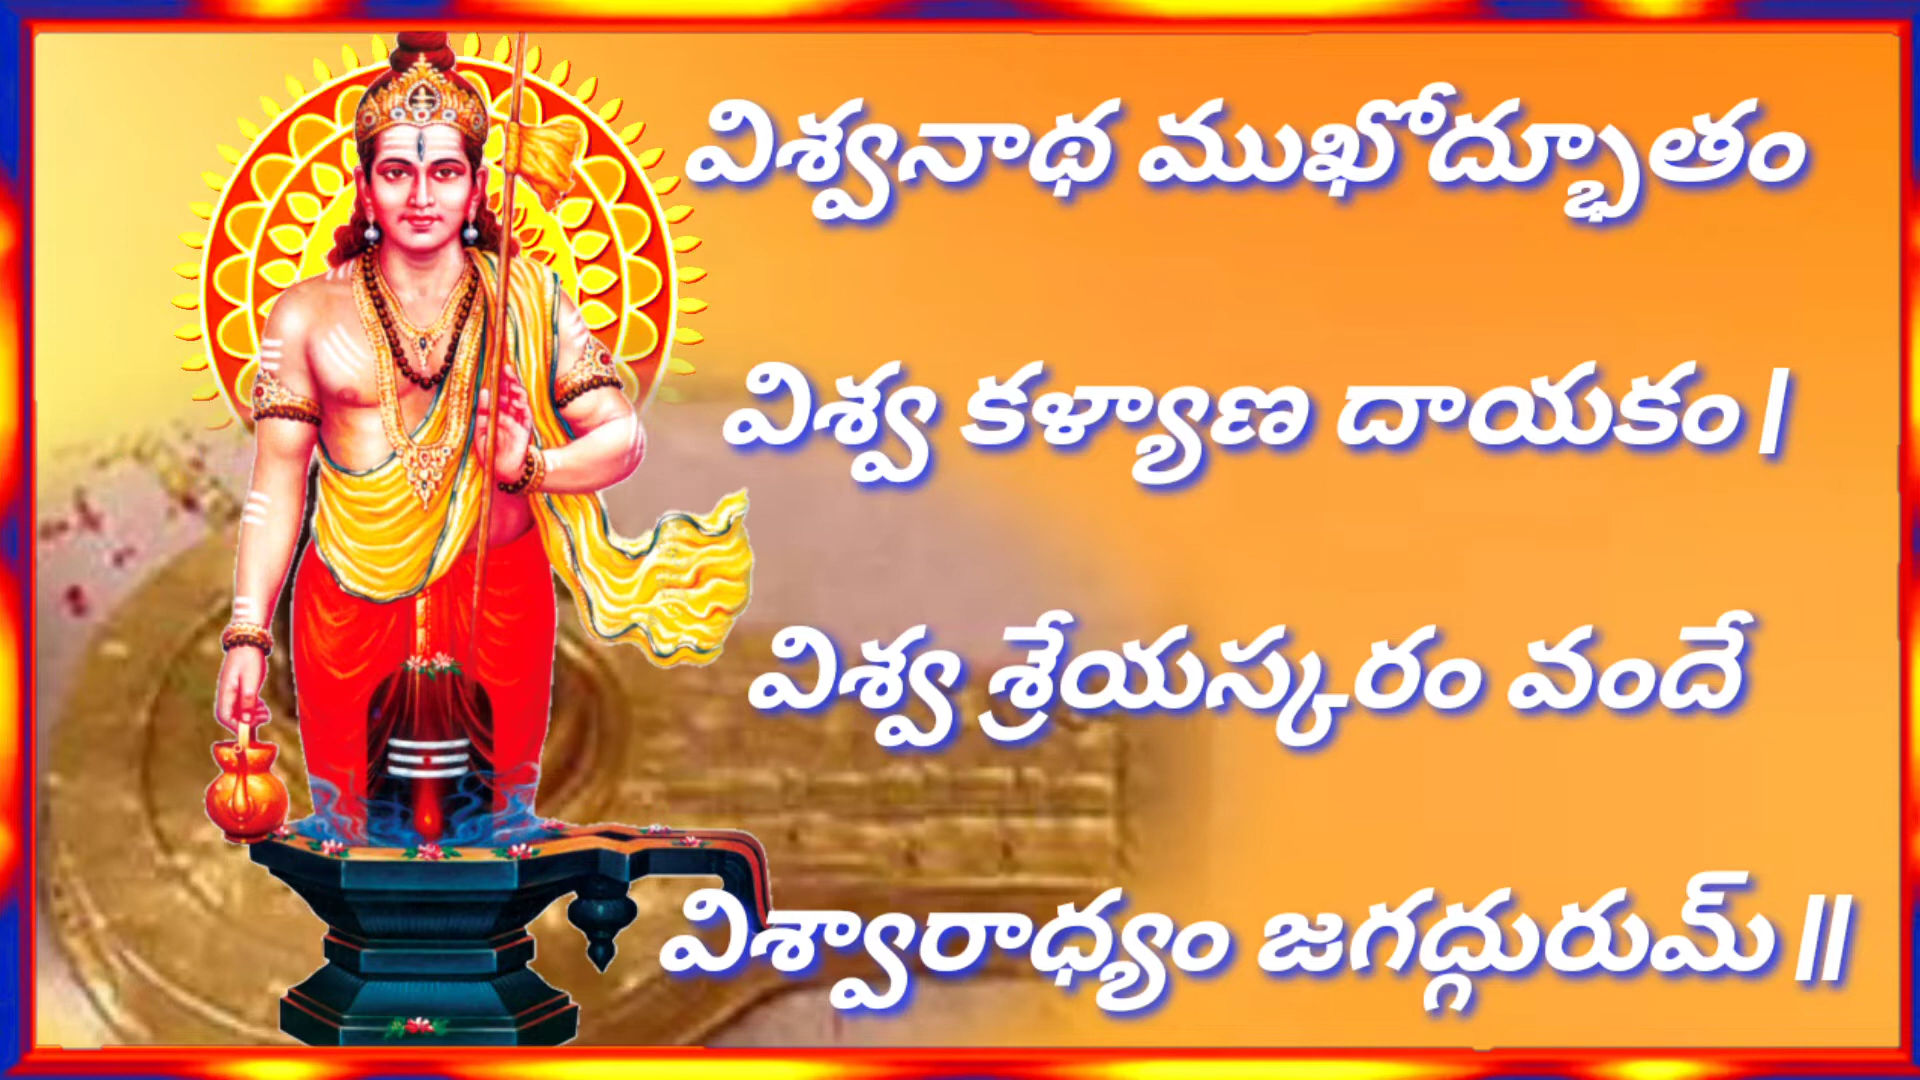 విశ్వనాథ ముఖోద్భూతం
విశ్వ కళ్యాణ దాయకం।
విశ్వ శ్రేయస్కరం వందే
విశ్వారాధ్యం జగద్గురుమ్॥